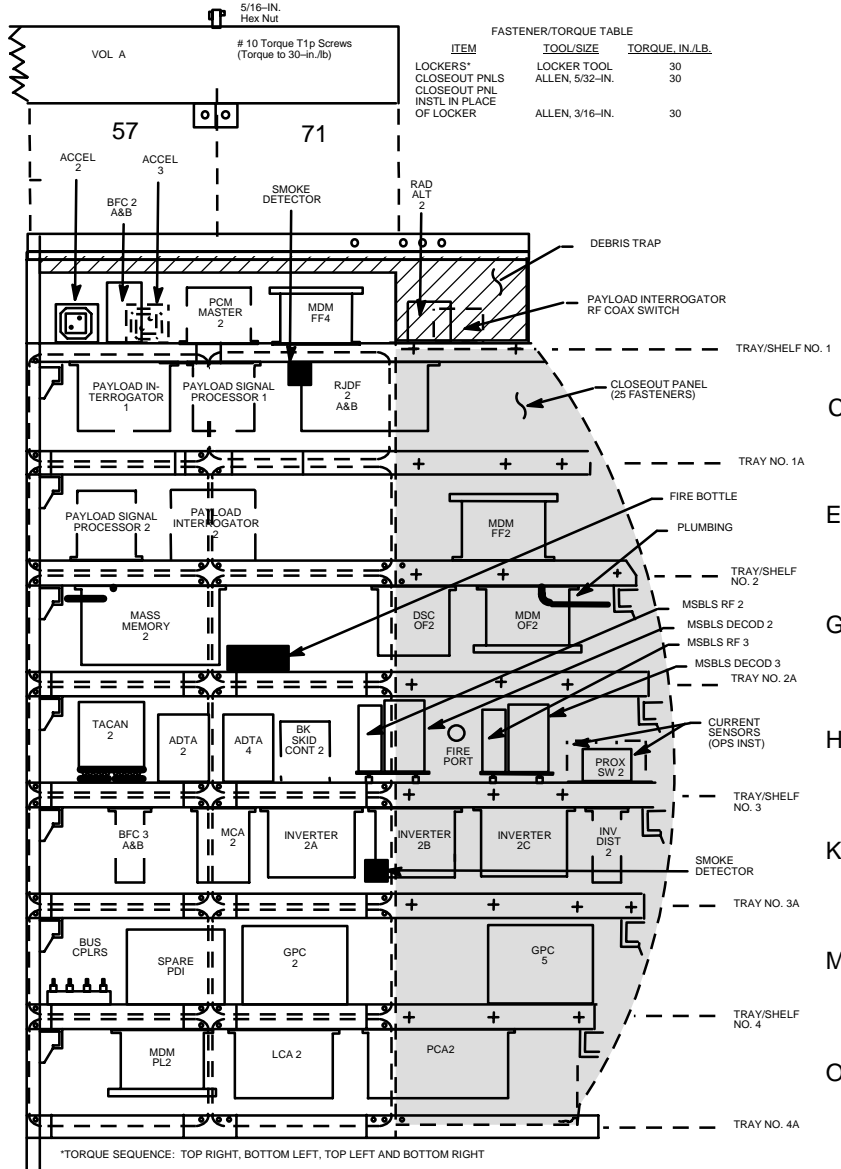 5/16–IN.
Hex Nut
VOL A
# 10 Torque T1p Screws
(Torque to 30–in./lb)
FASTENER/TORQUE TABLE
ITEM TOOL/SIZE TORQUE, IN./LB.
LOCKERS* LOCKER TOOL 30
CLOSEOUT PNLS ALLEN, 5/32–IN. 30
CLOSEOUT PNL
INSTL IN PLACE
OF LOCKER ALLEN, 3/16–IN. 30
57
71
ACCEL
2
ACCEL
3
BFC 2
A&B
SMOKE
DETECTOR
RAD
ALT
2
DEBRIS TRAP
PCM
MASTER
2
MDM
FF4
PAYLOAD INTERROGATOR
RF COAX SWITCH
TRAY/SHELF NO. 1
PAYLOAD IN-
TERROGATOR
1
PAYLOAD SIGNAL
PROCESSOR 1
RJDF
2
A&B
CLOSEOUT PANEL
(25 FASTENERS)
C
TRAY NO. 1A
FIRE BOTTLE
E
PAYLOAD SIGNAL
PROCESSOR 2
PAYLOAD
INTERROGATOR
2
MDM
FF2
PLUMBING
TRAY/SHELF
NO. 2
MASS
MEMORY
2
DSC
OF2
MDM
OF2
MSBLS RF 2
MSBLS DECOD 2
G
MSBLS RF 3
MSBLS DECOD 3
TRAY NO. 2A
TACAN
2
ADTA
2
ADTA
4
BK
SKID
CONT 2
FIRE
PORT
PROX
SW 2
CURRENT
SENSORS
(OPS INST)
H
TRAY/SHELF
NO. 3
BFC 3
A&B
MCA
2
INVERTER
2A
INVERTER
2B
INVERTER
2C
INV
DIST
2
K
SMOKE
DETECTOR
TRAY NO. 3A
BUS
CPLRS
SPARE
PDI
GPC
2
GPC
5
M
TRAY/SHELF
NO. 4
MDM
PL2
LCA 2
PCA2
O
TRAY NO. 4A
*TORQUE SEQUENCE: TOP RIGHT, BOTTOM LEFT, TOP LEFT AND BOTTOM RIGHT